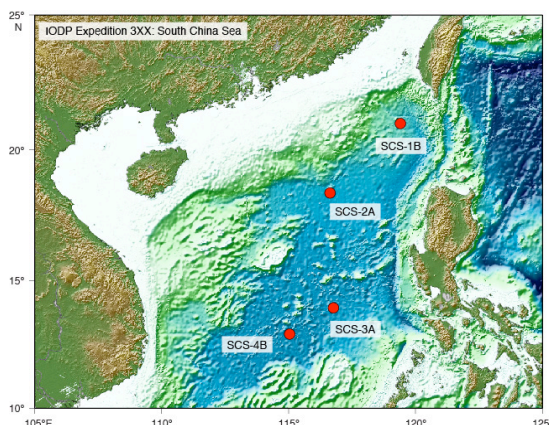 25°
N
IODP Expedition 3XX: South China Sea
SCS-1B
20°
SCS-2A
15°
SCS-3A
SCS-4B
10°
105°E
110°
115°
120°
125